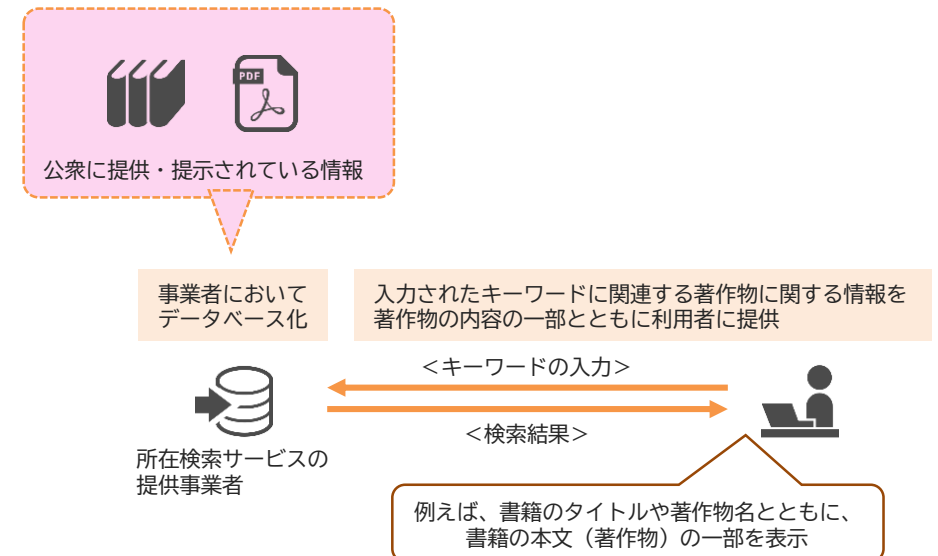 PDF
公衆に提供・提示されている情報
事業者において
データベース化
入力されたキーワードに関連する著作物に関する情報を
著作物の内容の一部とともに利用者に提供
＜キーワードの入力＞
＜検索結果＞
所在検索サービスの
提供事業者
例えば、書籍のタイトルや著作物名とともに、
書籍の本文（著作物）の一部を表示